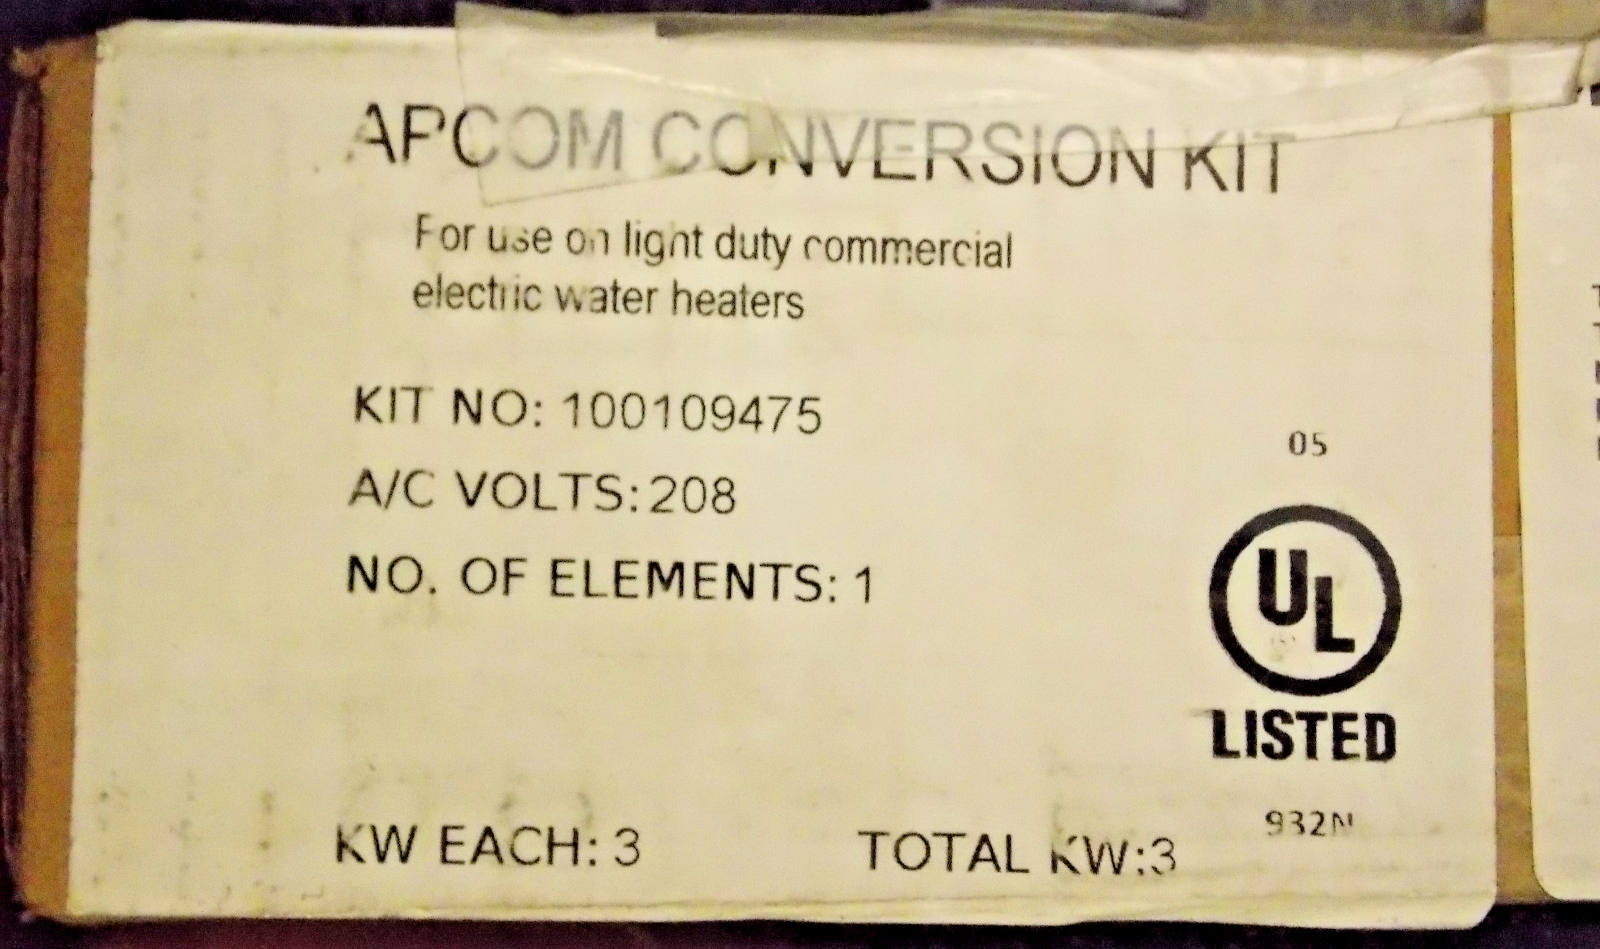 APCOM CONVERSION KIT
For use on light duty commercial
electric water heaters
KIT NO: 100109475
A/C VOLTS: 208
NO. OF ELEMENTS: 1
05
UL
LISTED
932N
KW EACH: 3 TOTAL KW:3